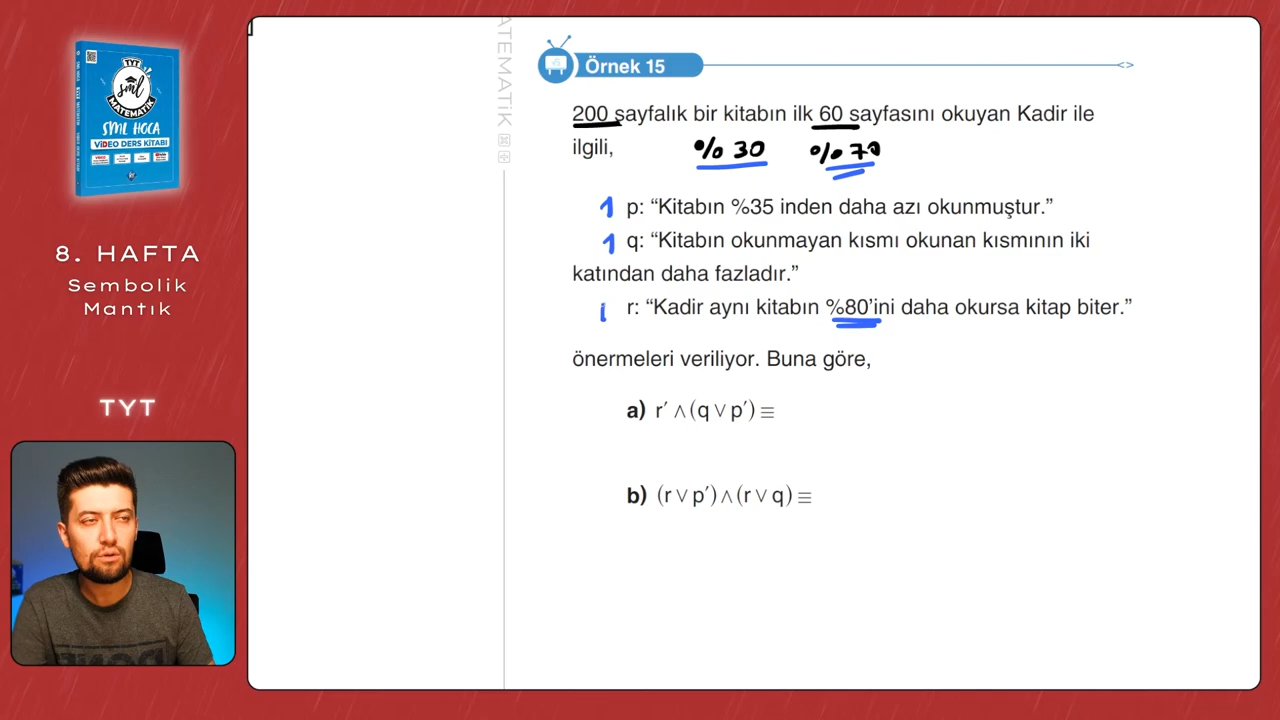 TYT
sml
MATEMATİK
SML HOCA
VİDEO DERS KİTABI
8. HAFTA
Sembolik
Mantık
TYT
ATEMATİK
Örnek 15
200 sayfalık bir kitabın ilk 60 sayfasını okuyan Kadir ile
ilgili,
% 30 % 70
1 p: “Kitabın %35 inden daha azı okunmuştur.”
1 q: “Kitabın okunmayan kısmı okunan kısmının iki
katından daha fazladır.”
r: “Kadir aynı kitabın %80’ini daha okursa kitap biter.”
önermeleri veriliyor. Buna göre,
a) r′ ∧ (q ∨ p′) ≡
b) (r ∨ p′) ∧ (r ∨ q) ≡